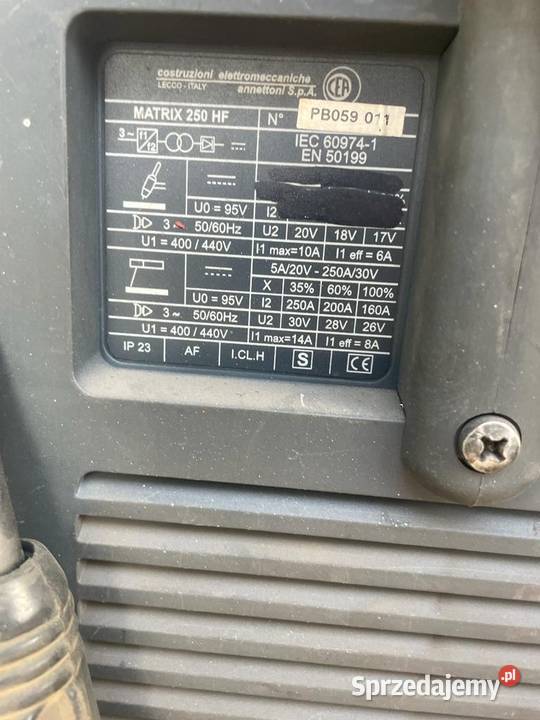 costruzioni elettromeccaniche
LECCO - ITALY annettoni S.p.A.
CEA
MATRIX 250 HF N° PB059 011
3~ f1 f2 IEC 60974-1
EN 50199
U0 = 95V I2
3 50/60Hz U2 20V 18V 17V
U1 = 400 / 440V I1 max=10A I1 eff = 6A
5A/20V - 250A/30V
X 35% 60% 100%
U0 = 95V I2 250A 200A 160A
3~ 50/60Hz U2 30V 28V 26V
U1 = 400 / 440V I1 max=14A I1 eff = 8A
IP 23 AF I.CL.H S CE
Sprzedajemy.pl